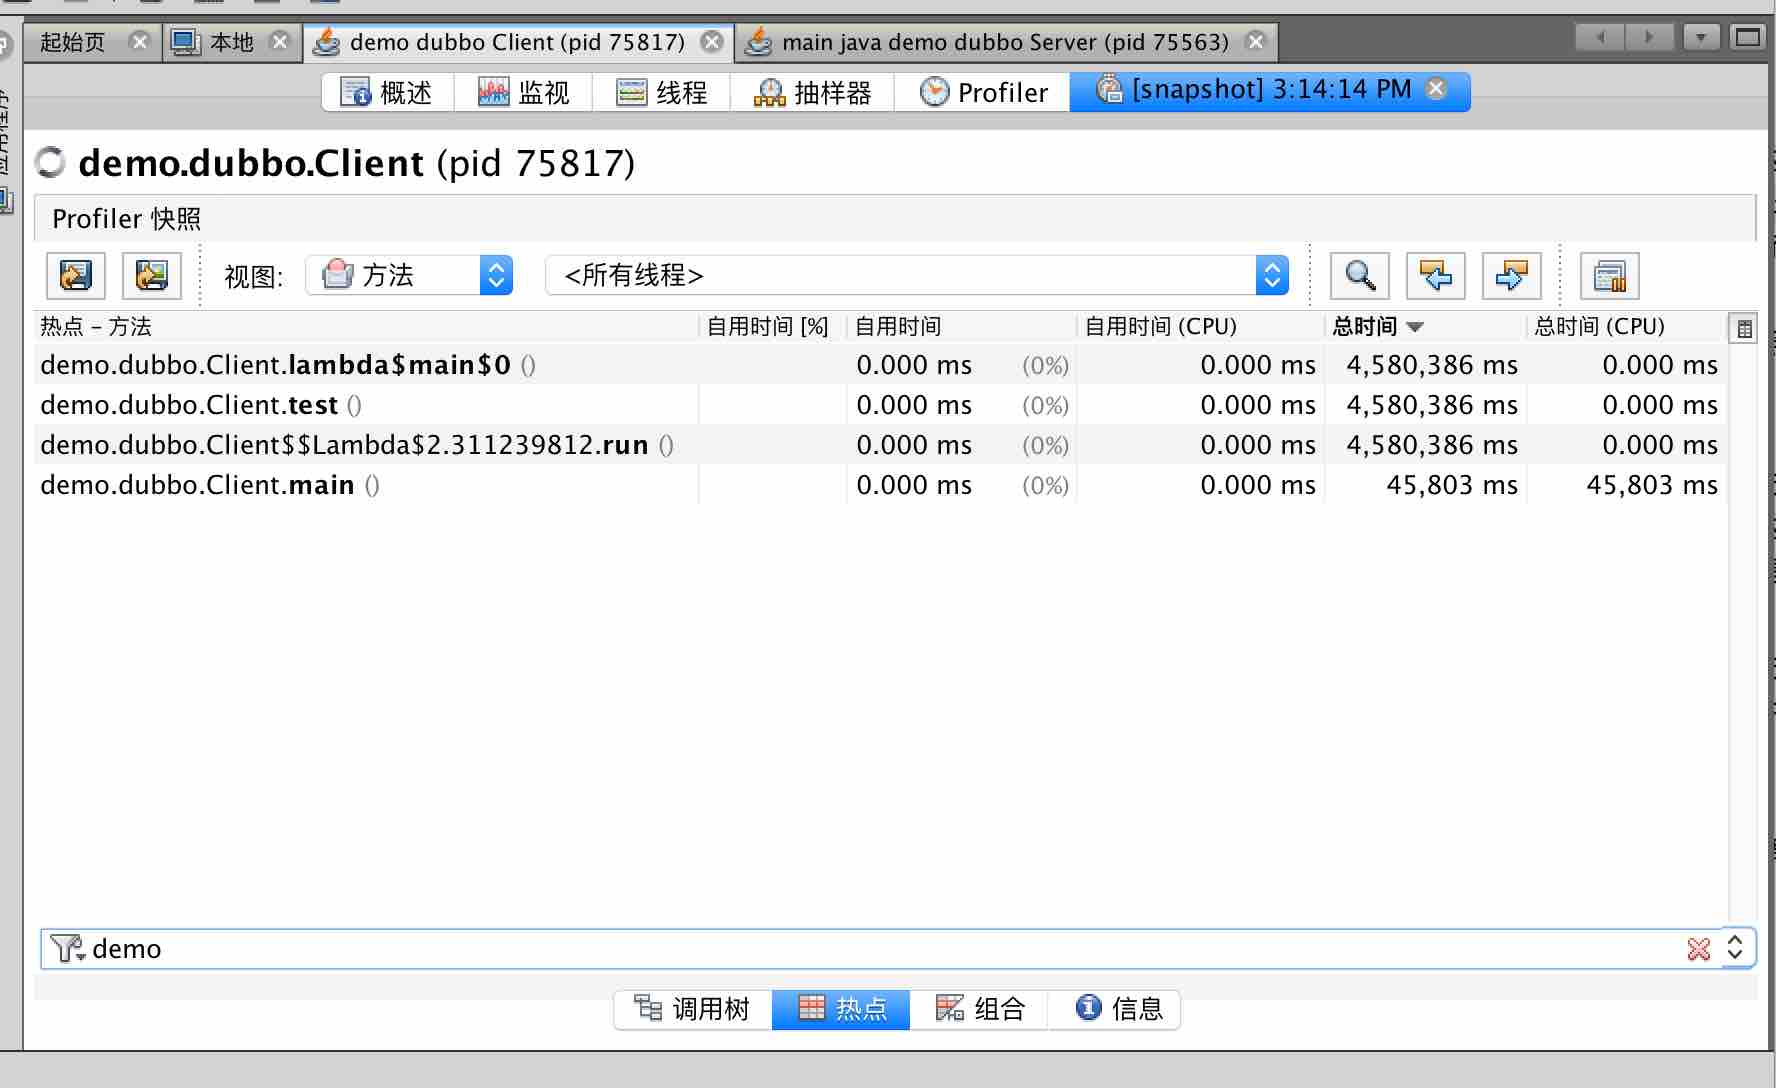 起始页
本地
demo dubbo Client (pid 75817)
main java demo dubbo Server (pid 75563)
概述
监视
线程
抽样器
Profiler
[snapshot] 3:14:14 PM
应用程序
demo.dubbo.Client (pid 75817)
Profiler 快照
视图: 方法 <所有线程>
热点 – 方法 自用时间 [%] 自用时间 自用时间 (CPU) 总时间 总时间 (CPU)
demo.dubbo.Client.lambda$main$0 () 0.000 ms (0%) 0.000 ms 4,580,386 ms 0.000 ms
demo.dubbo.Client.test () 0.000 ms (0%) 0.000 ms 4,580,386 ms 0.000 ms
demo.dubbo.Client$$Lambda$2.311239812.run () 0.000 ms (0%) 0.000 ms 4,580,386 ms 0.000 ms
demo.dubbo.Client.main () 0.000 ms (0%) 0.000 ms 45,803 ms 45,803 ms
demo
调用树
热点
组合
信息